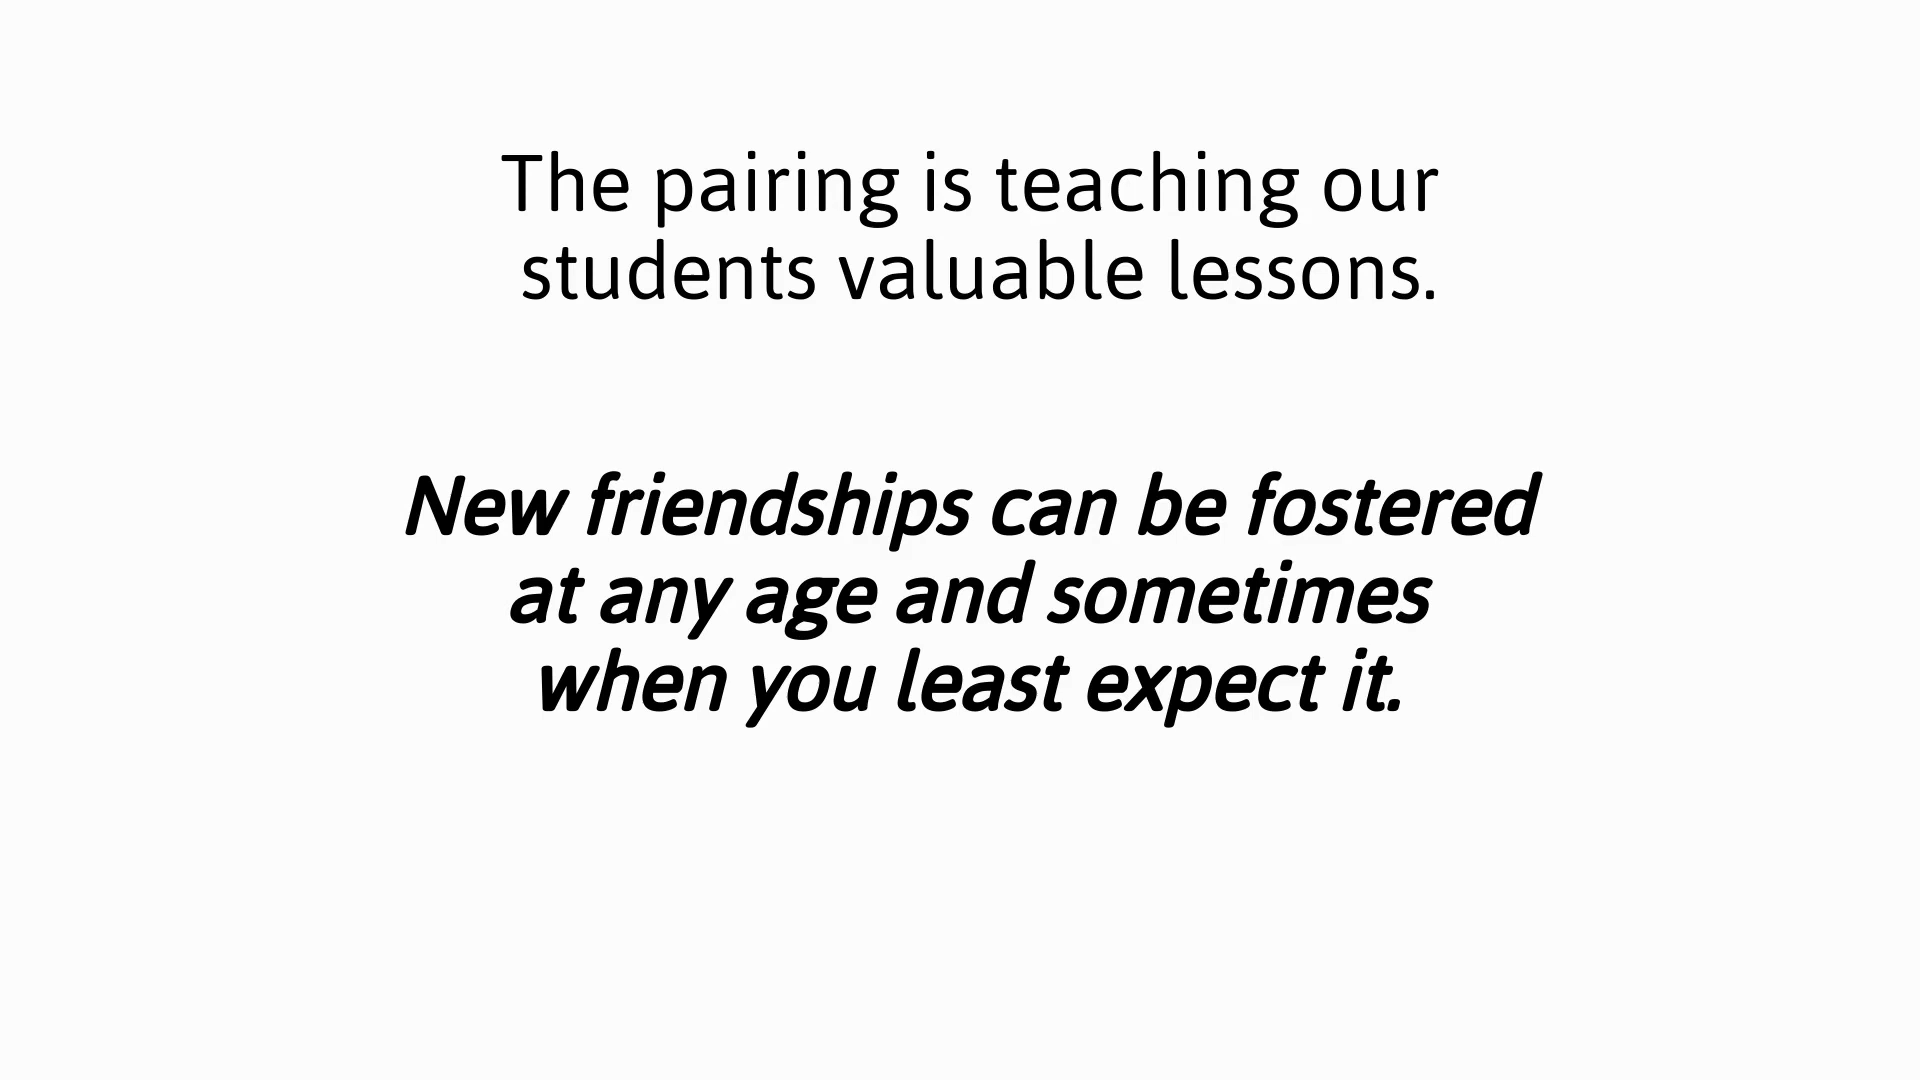 The pairing is teaching our
students valuable lessons.
New friendships can be fostered
at any age and sometimes
when you least expect it.